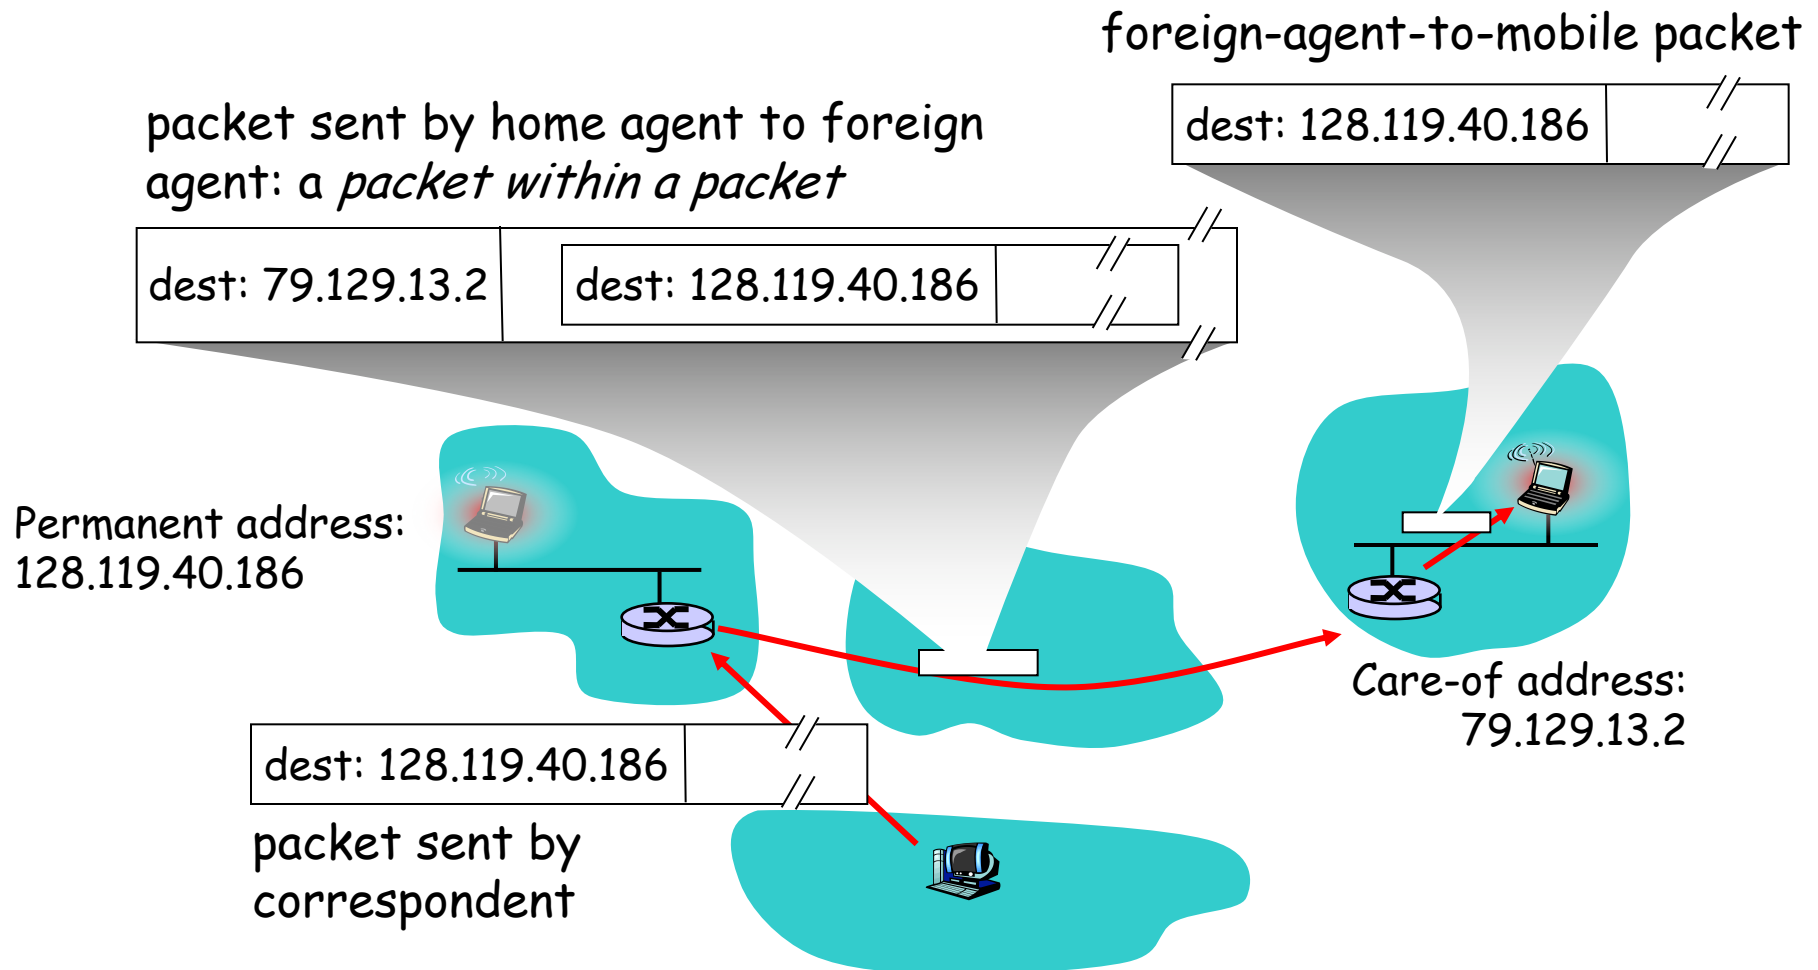 foreign-agent-to-mobile packet
dest: 128.119.40.186
packet sent by home agent to foreign
agent: a packet within a packet
dest: 79.129.13.2
dest: 128.119.40.186
Permanent address:
128.119.40.186
Care-of address:
79.129.13.2
dest: 128.119.40.186
packet sent by
correspondent